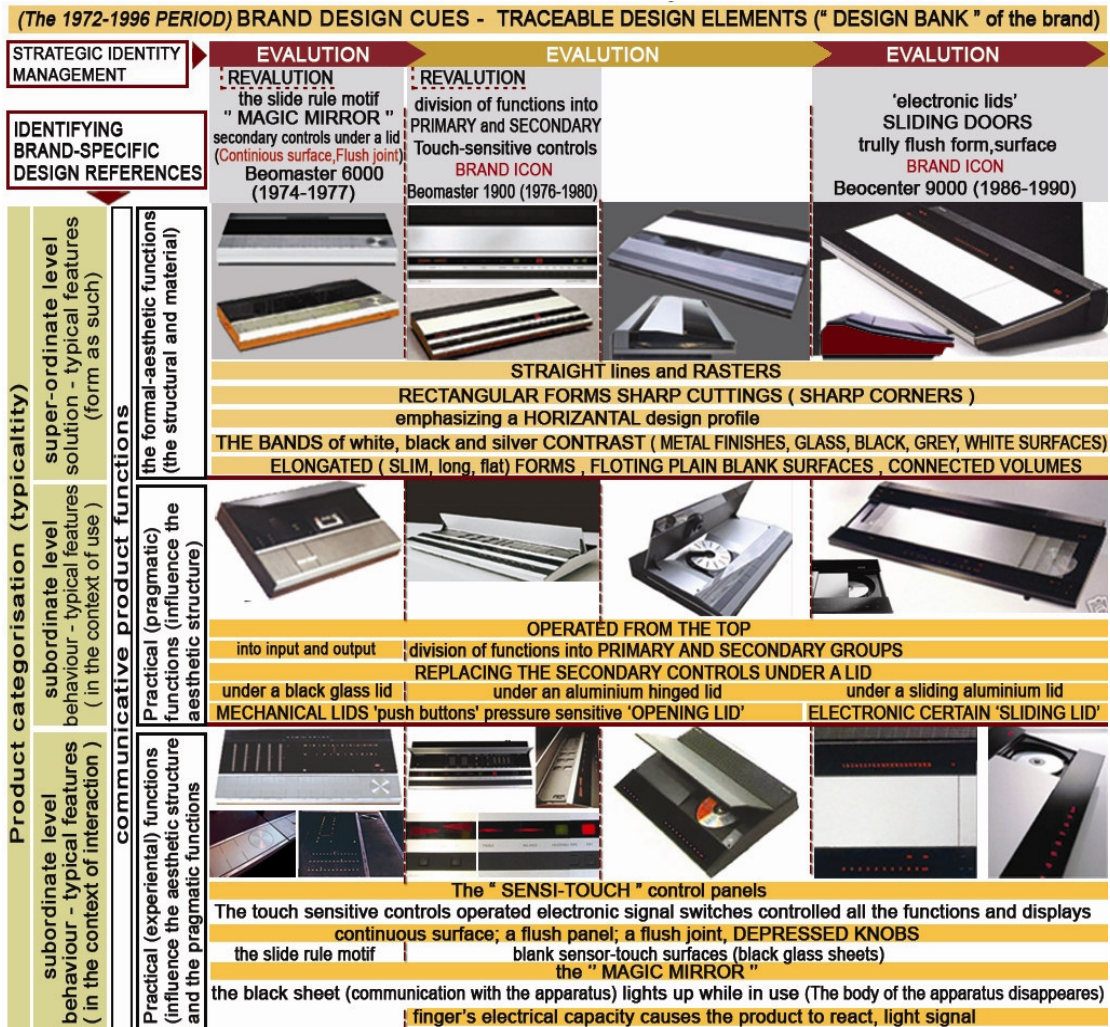 (The 1972-1996 PERIOD) BRAND DESIGN CUES - TRACEABLE DESIGN ELEMENTS (“ DESIGN BANK ” of the brand)
STRATEGIC IDENTITY
MANAGEMENT
EVALUTION
EVALUTION
EVALUTION
IDENTIFYING
BRAND-SPECIFIC
DESIGN REFERENCES
REVALUTION
the slide rule motif
" MAGIC MIRROR "
secondary controls under a lid
(Continious surface,Flush joint)
Beomaster 6000
(1974-1977)
REVALUTION
division of functions into
PRIMARY and SECONDARY
Touch-sensitive controls
BRAND ICON
Beomaster 1900 (1976-1980)
‘electronic lids’
SLIDING DOORS
trully flush form,surface
BRAND ICON
Beocenter 9000 (1986-1990)
Product categorisation (typicaltiy)
super-ordinate level
solution - typical features
(form as such)
communicative product functions
the formal-aesthetic functions
(the structural and material)
STRAIGHT lines and RASTERS
RECTANGULAR FORMS SHARP CUTTINGS ( SHARP CORNERS )
emphasizing a HORIZANTAL design profile
THE BANDS of white, black and silver CONTRAST ( METAL FINISHES, GLASS, BLACK, GREY, WHITE SURFACES)
ELONGATED ( SLIM, long, flat) FORMS , FLOTING PLAIN BLANK SURFACES , CONNECTED VOLUMES
subordinate level
behaviour - typical features
( in the context of use )
Practical (pragmatic)
functions (influence the
aesthetic structure)
OPERATED FROM THE TOP
into input and output
division of functions into PRIMARY AND SECONDARY GROUPS
REPLACING THE SECONDARY CONTROLS UNDER A LID
under a black glass lid
under an aluminium hinged lid
under a sliding aluminium lid
MECHANICAL LIDS 'push buttons' pressure sensitive ‘OPENING LID’
ELECTRONIC CERTAIN ‘SLIDING LID’
subordinate level
behaviour - typical features
( in the context of interaction )
Practical (experimental) functions
(influence the aesthetic structure
and the pragmatic functions
The “ SENSI-TOUCH ” control panels
The touch sensitive controls operated electronic signal switches controlled all the functions and displays
continuous surface; a flush panel; a flush joint, DEPRESSED KNOBS
the slide rule motif
blank sensor-touch surfaces (black glass sheets)
the " MAGIC MIRROR "
the black sheet (communication with the apparatus) lights up while in use (The body of the apparatus disappeares)
finger’s electrical capacity causes the product to react, light signal